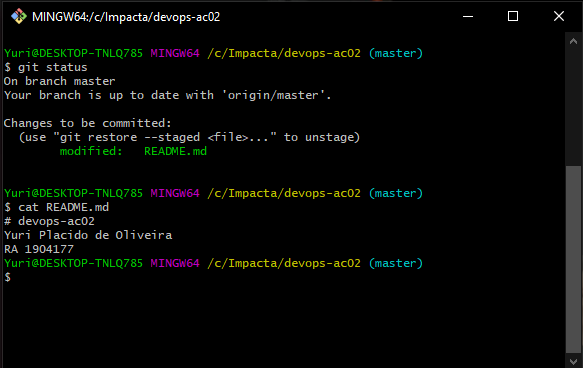 MINGW64:/c/Impacta/devops-ac02
Yuri@DESKTOP-TNLQ785 MINGW64 /c/Impacta/devops-ac02 (master)
$ git status
On branch master
Your branch is up to date with 'origin/master'.
Changes to be committed:
  (use "git restore --staged <file>..." to unstage)
        modified:   README.md
Yuri@DESKTOP-TNLQ785 MINGW64 /c/Impacta/devops-ac02 (master)
$ cat README.md
# devops-ac02
Yuri Placido de Oliveira
RA 1904177
Yuri@DESKTOP-TNLQ785 MINGW64 /c/Impacta/devops-ac02 (master)
$